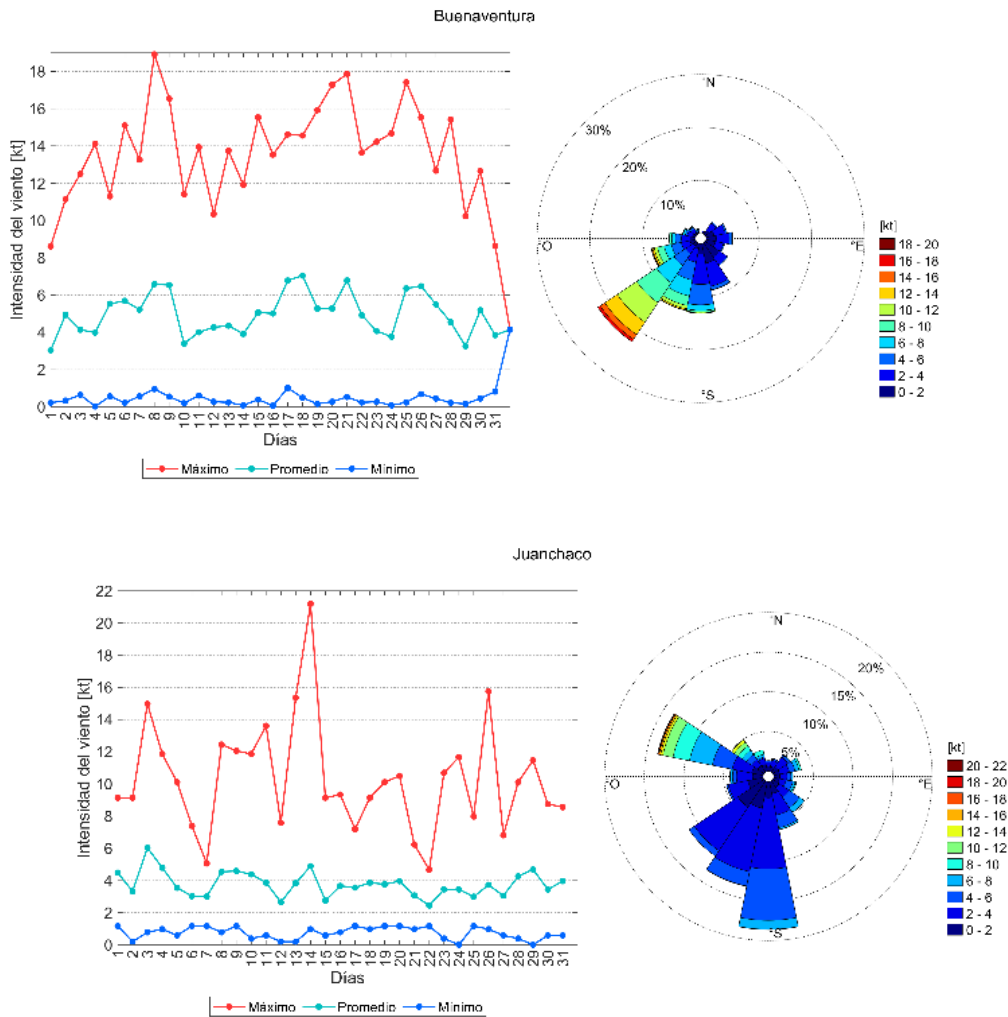 Buenaventura
Intensidad del viento [kt]
18
16
14
12
10
8
6
4
2
0
1 2 3 4 5 6 7 8 9 10 11 12 13 14 15 16 17 18 19 20 21 22 23 24 25 26 27 28 29 30 31
Días
Máximo Promedio Mínimo
°N
30%
20%
10%
O °E
°S
[kt]
18 - 20
16 - 18
14 - 16
12 - 14
10 - 12
8 - 10
6 - 8
4 - 6
2 - 4
0 - 2
Juanchaco
Intensidad del viento [kt]
22
20
18
16
14
12
10
8
6
4
2
0
1 2 3 4 5 6 7 8 9 10 11 12 13 14 15 16 17 18 19 20 21 22 23 24 25 26 27 28 29 30 31
Días
Máximo Promedio Mínimo
°N
20%
15%
10%
5%
O °E
°S
[kt]
20 - 22
18 - 20
16 - 18
14 - 16
12 - 14
10 - 12
8 - 10
6 - 8
4 - 6
2 - 4
0 - 2